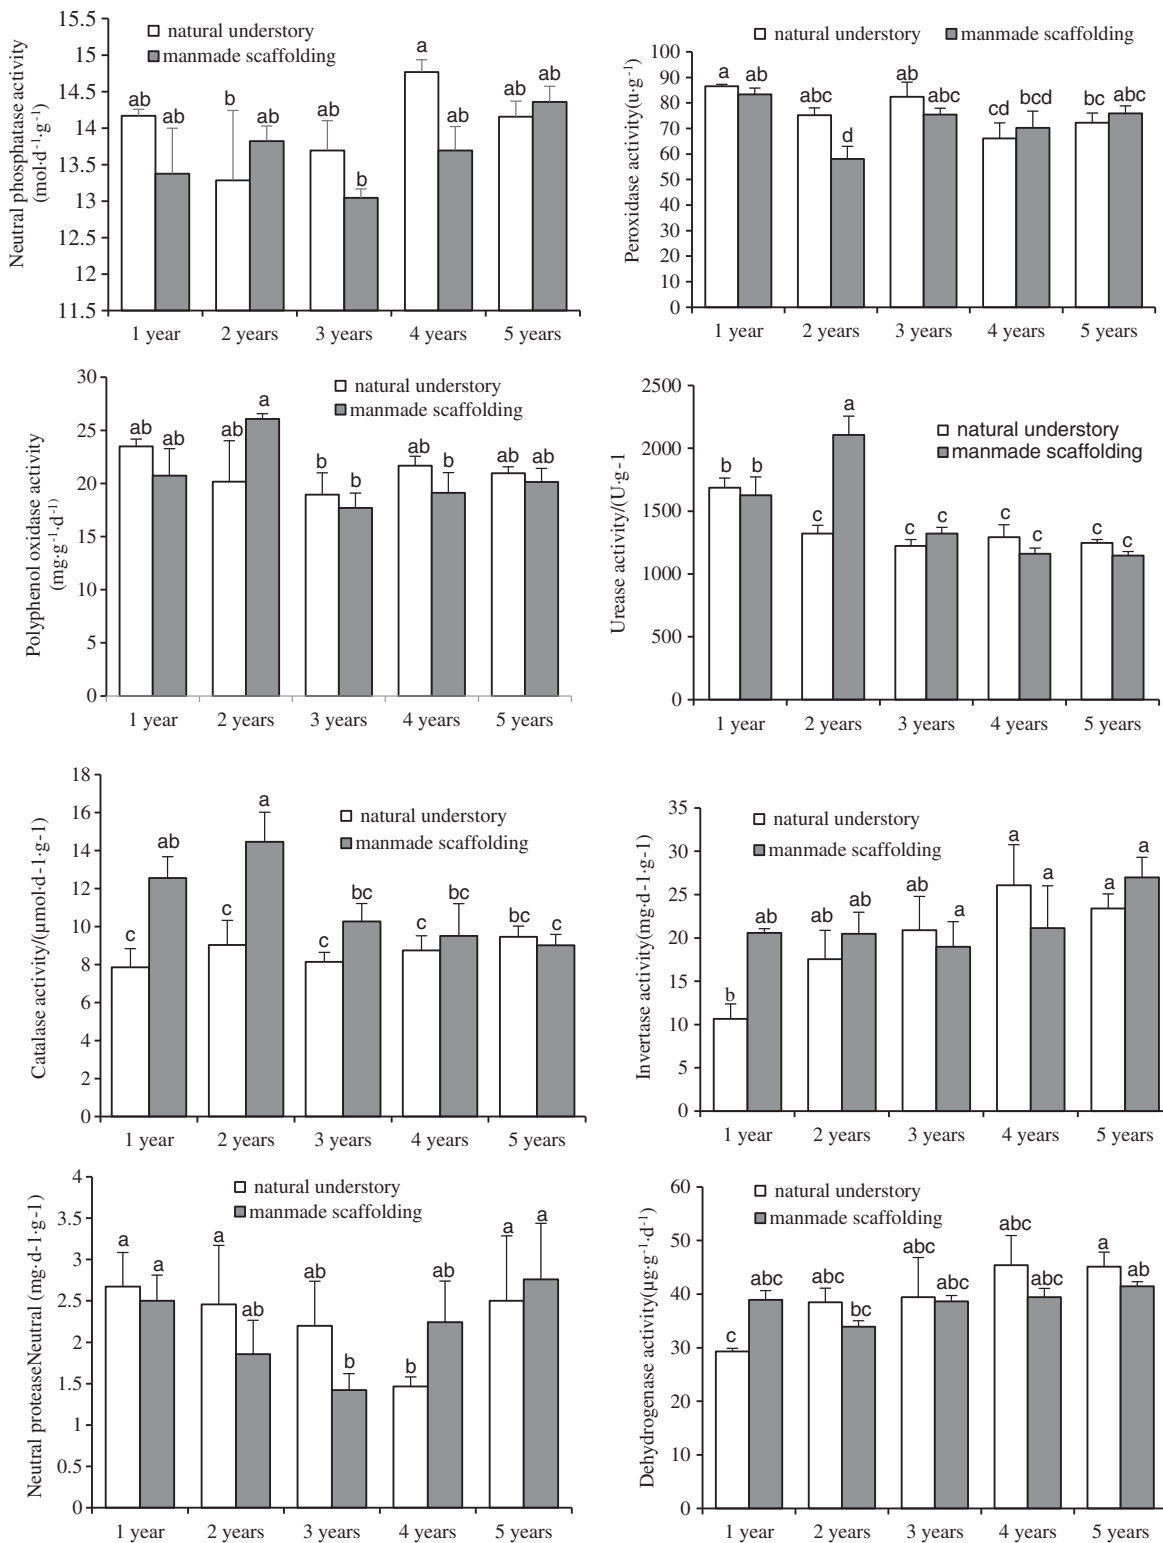 natural understory
manmade scaffolding
Neutral phosphatase activity
(mol·d-1·g-1)
15.5
15
14.5
14
13.5
13
12.5
12
11.5
ab ab b ab ab b a ab ab ab
1 year 2 years 3 years 4 years 5 years
natural understory manmade scaffolding
Peroxidase activity(u·g-1)
100
90
80
70
60
50
40
30
20
10
0
a ab abc d ab abc cd bcd bc abc
1 year 2 years 3 years 4 years 5 years
natural understory
manmade scaffolding
Polyphenol oxidase activity
(mg·g-1·d-1)
30
25
20
15
10
5
0
ab ab ab a b b ab b ab ab
1 year 2 years 3 years 4 years 5 years
natural understory
manmade scaffolding
Urease activity/(U·g-1
2500
2000
1500
1000
500
0
b b c a c c c c c c
1 year 2 years 3 years 4 years 5 years
natural understory
manmade scaffolding
Catalase activity/(μmol·d-1·g-1)
18
16
14
12
10
8
6
4
2
0
c ab c a c bc c bc bc c
1 year 2 years 3 years 4 years 5 years
natural understory
manmade scaffolding
Invertase activity(mg·d-1·g-1)
35
30
25
20
15
10
5
0
b ab ab ab ab a a a a a
1 year 2 years 3 years 4 years 5 years
natural understory
manmade scaffolding
Neutral proteaseNeutral (mg·d-1·g-1)
4
3.5
3
2.5
2
1.5
1
0.5
0
a a a ab ab b b ab a a
1 year 2 years 3 years 4 years 5 years
natural understory
manmade scaffolding
Dehydrogenase activity(μg·g-1·d-1)
60
50
40
30
20
10
0
c abc abc bc abc abc abc abc a ab
1 year 2 years 3 years 4 years 5 years